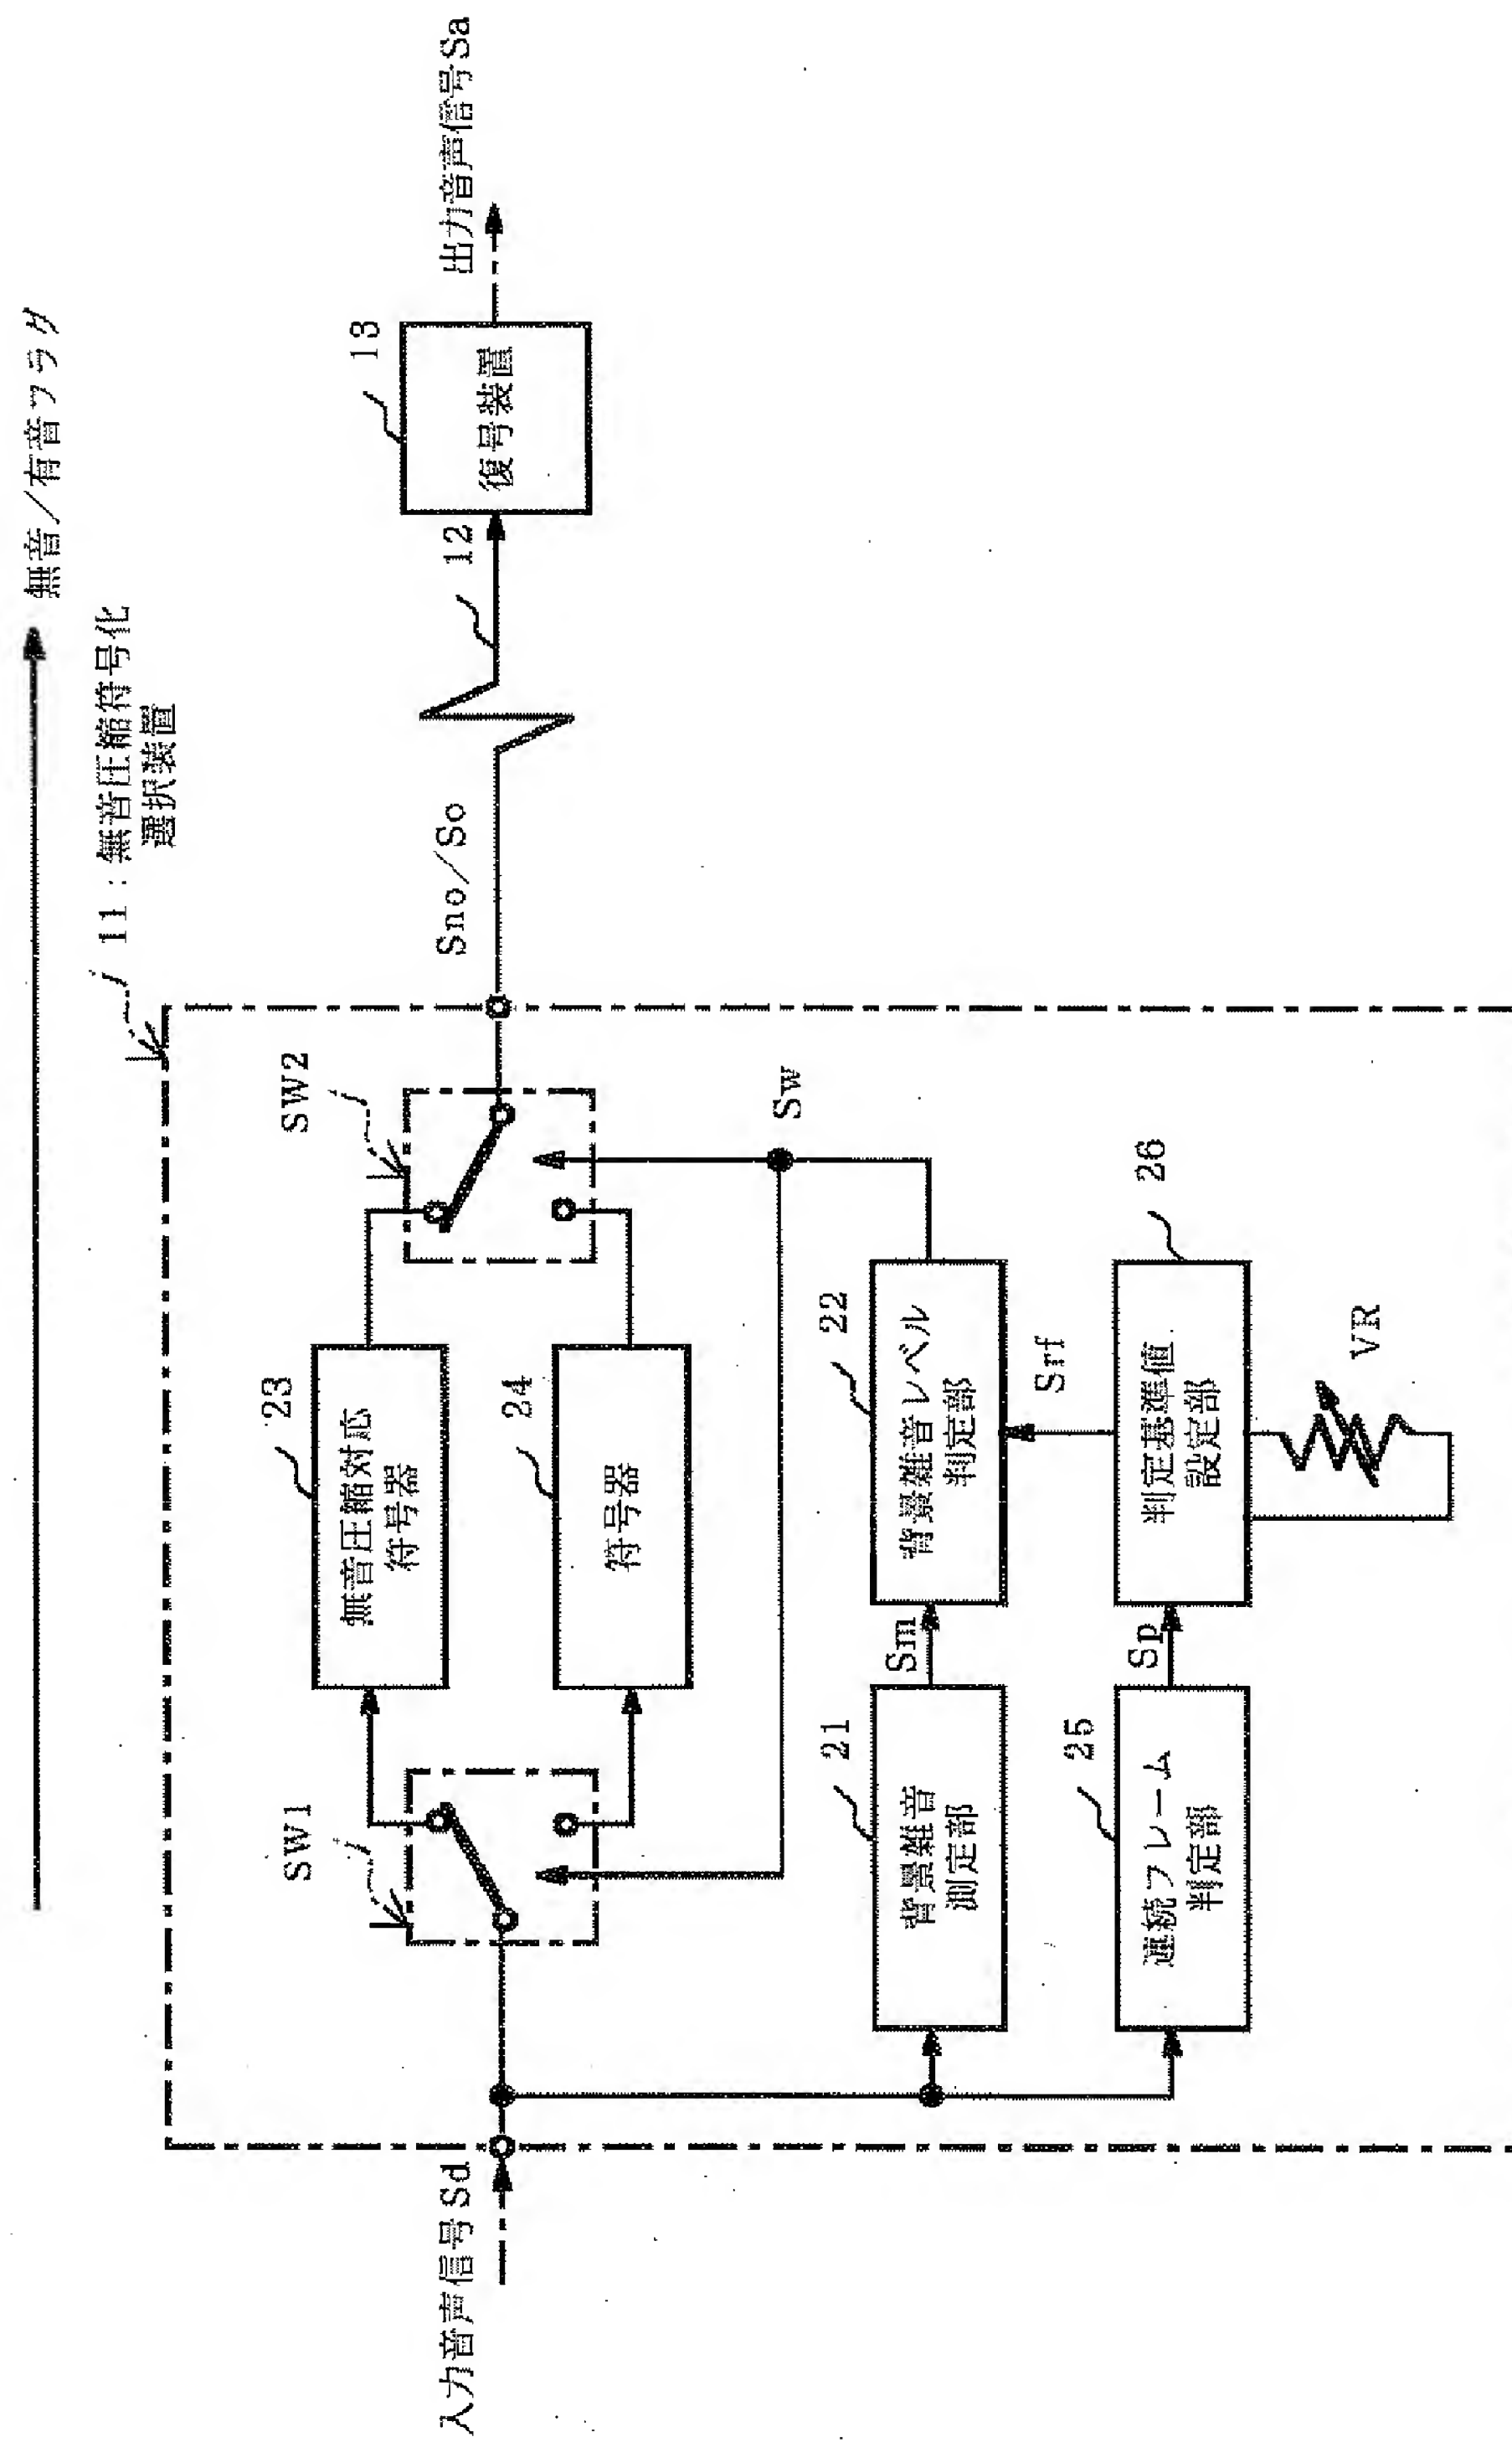 無音/有音フラグ
11:無音圧縮符号化
選択装置
入力音声信号Sd
SW1
23
無音圧縮対応
符号器
24
符号器
SW2
Sno/So
12
13
復号装置
出力音声信号Sa
Sw
21
背景雑音
測定部
Sm
22
背景雑音レベル
判定部
Srf
25
連続フレーム
判定部
Sp
26
判定基準値
設定部
VR